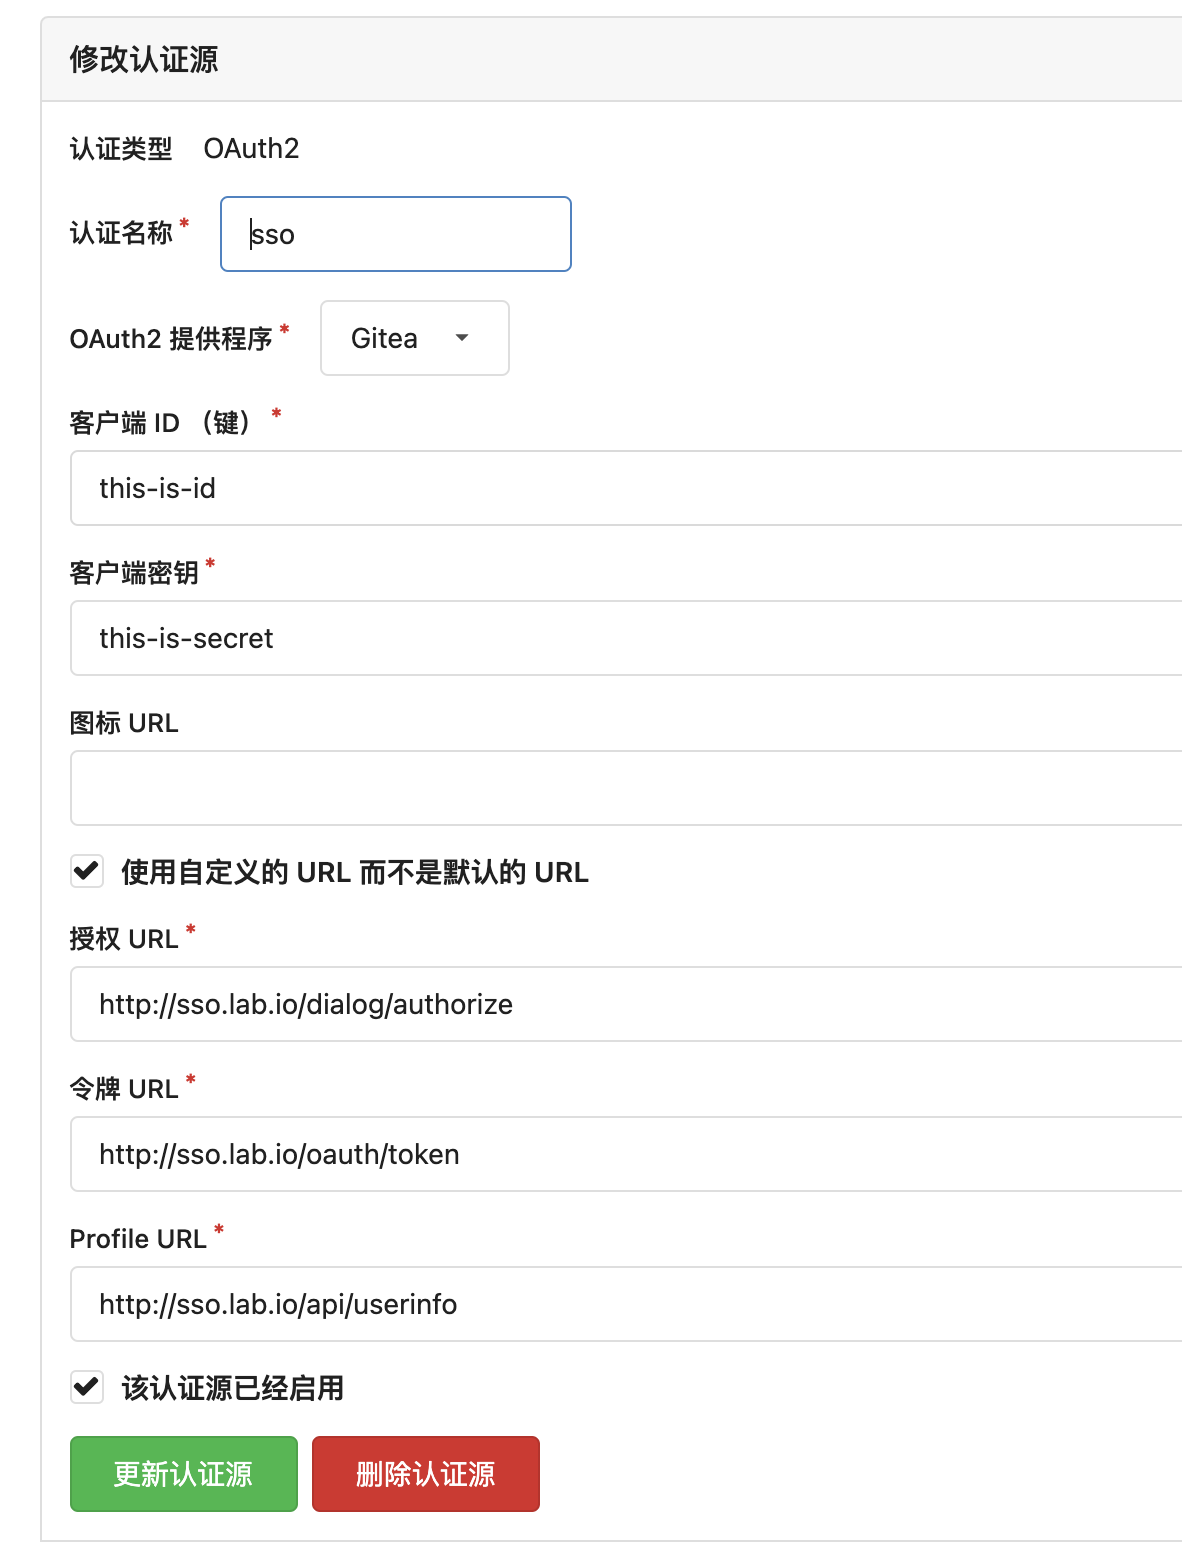 修改认证源
认证类型 OAuth2
认证名称* sso
OAuth2 提供程序* Gitea
客户端 ID （键） *
this-is-id
客户端密钥*
this-is-secret
图标 URL
使用自定义的 URL 而不是默认的 URL
授权 URL*
http://sso.lab.io/dialog/authorize
令牌 URL*
http://sso.lab.io/oauth/token
Profile URL*
http://sso.lab.io/api/userinfo
该认证源已经启用
更新认证源 删除认证源